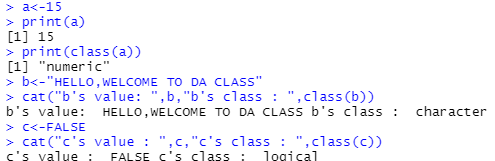 > a<-15
> print(a)
[1] 15
> print(class(a))
[1] "numeric"
> b<-"HELLO,WELCOME TO DA CLASS"
> cat("b's value: ",b,"b's class : ",class(b))
b's value:  HELLO,WELCOME TO DA CLASS b's class :  character
> c<-FALSE
> cat("c's value : ",c,"c's class : ",class(c))
c's value :  FALSE c's class :  logical